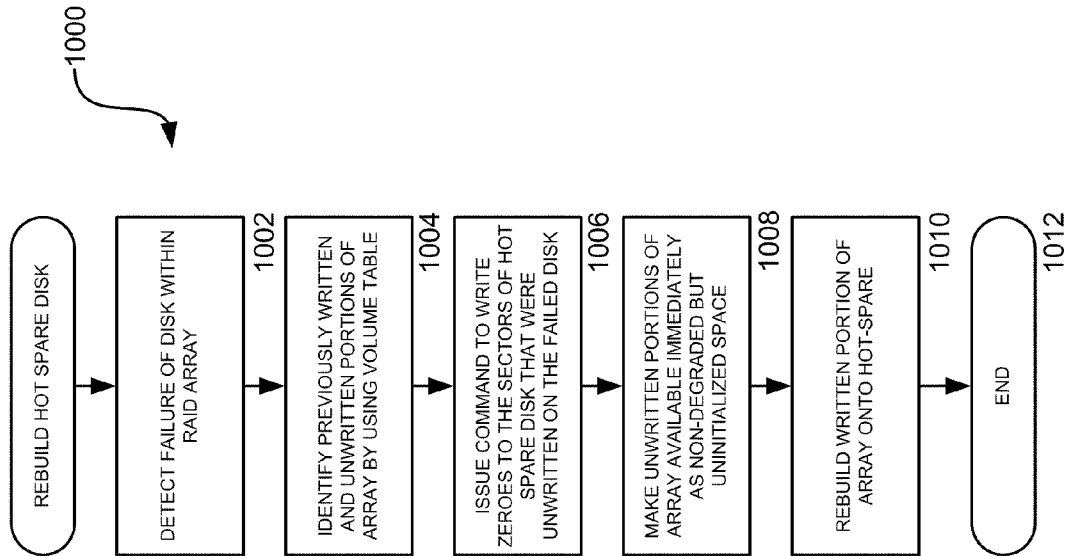 1000
REBUILD HOT SPARE DISK
DETECT FAILURE OF DISK WITHIN
RAID ARRAY
1002
IDENTIFY PREVIOUSLY WRITTEN
AND UNWRITTEN PORTIONS OF
ARRAY BY USING VOLUME TABLE
1004
ISSUE COMMAND TO WRITE
ZEROES TO THE SECTORS OF HOT
SPARE DISK THAT WERE
UNWRITTEN ON THE FAILED DISK
1006
MAKE UNWRITTEN PORTIONS OF
ARRAY AVAILABLE IMMEDIATELY
AS NON-DEGRADED BUT
UNINITIALIZED SPACE
1008
REBUILD WRITTEN PORTION OF
ARRAY ONTO HOT-SPARE
1010
END
1012